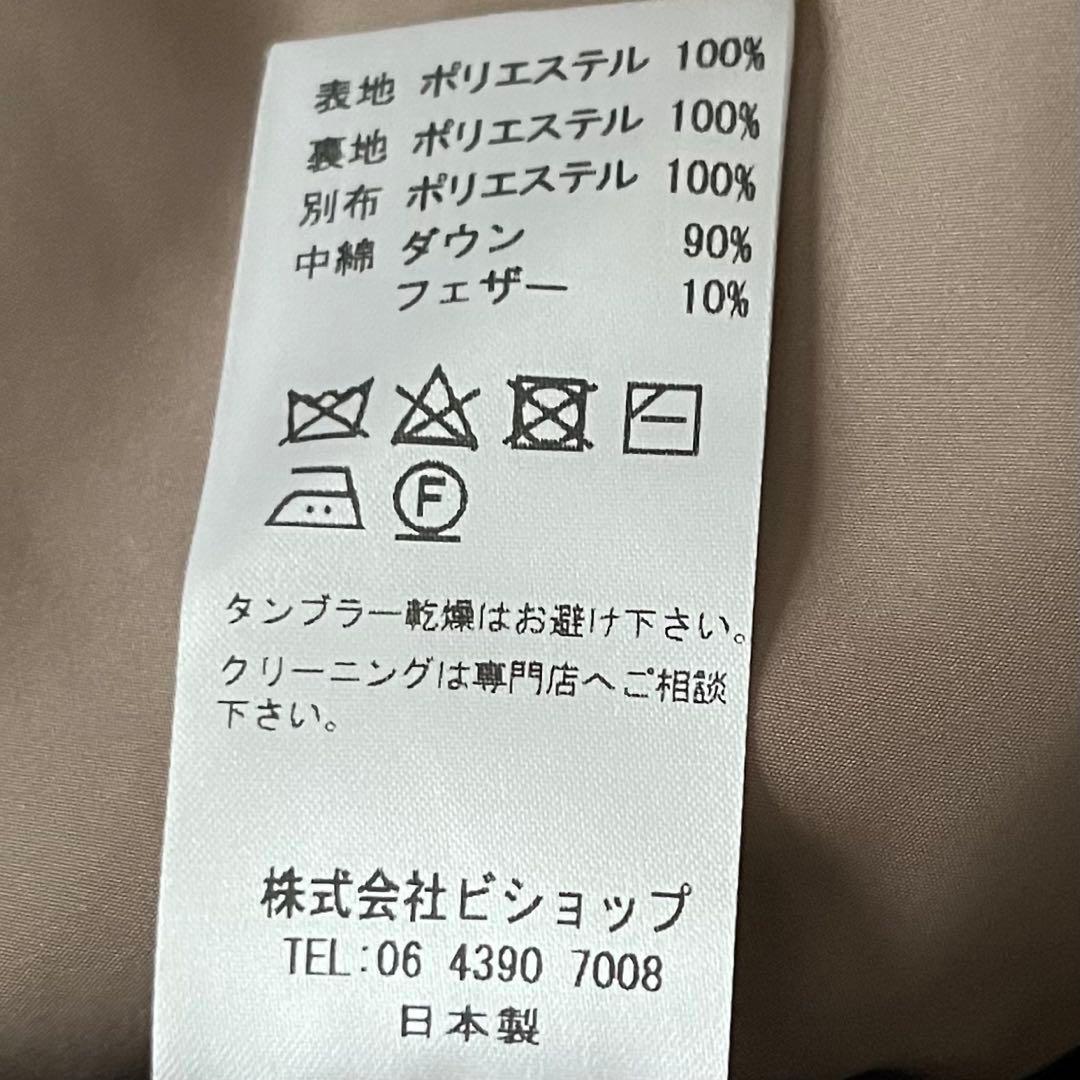 表地 ポリエステル 100%
裏地 ポリエステル 100%
別布 ポリエステル 100%
中綿 ダウン 90%
フェザー 10%
F
タンブラー乾燥はお避け下さい。
クリーニングは専門店へご相談
下さい。
株式会社ビショップ
TEL:06 4390 7008
日本製